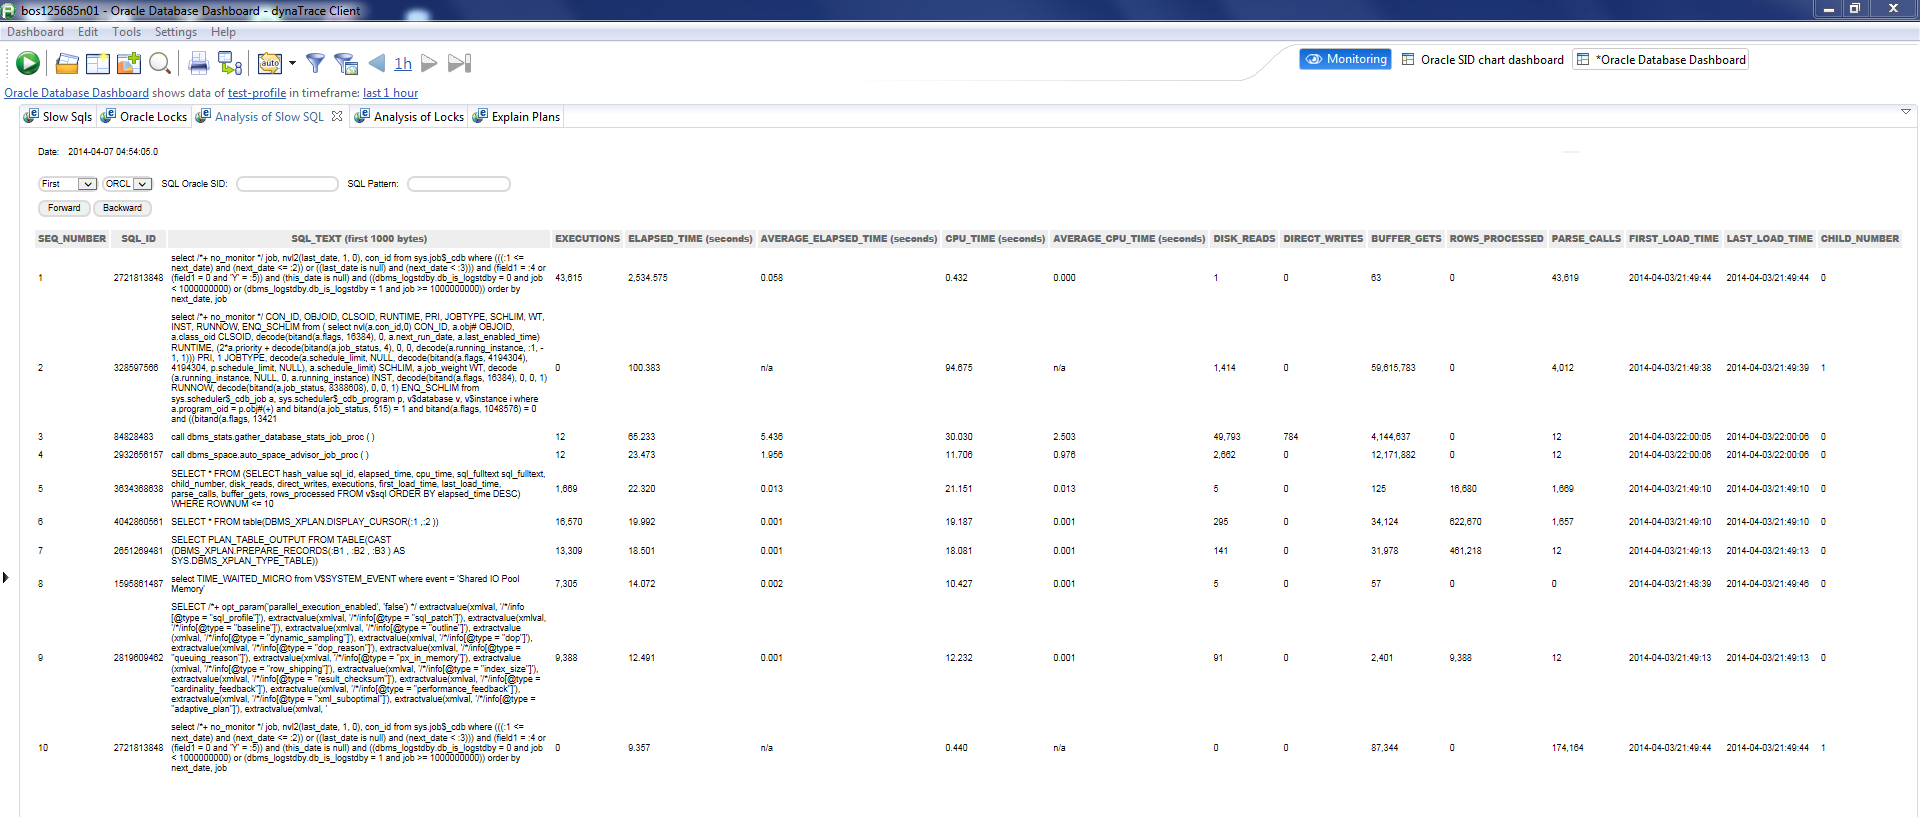 bos125685n01 - Oracle Database Dashboard - dynaTrace Client
Dashboard Edit Tools Settings Help
auto 1h
Monitoring Oracle SID chart dashboard *Oracle Database Dashboard
Oracle Database Dashboard shows data of test-profile in timeframe: last 1 hour
Slow Sqls Oracle Locks Analysis of Slow SQL Analysis of Locks Explain Plans
Date: 2014-04-07 04:54:05.0
First ORCL SQL Oracle SID: SQL Pattern:
Forward Backward
SEQ_NUMBER SQL_ID SQL_TEXT (first 1000 bytes) EXECUTIONS ELAPSED_TIME (seconds) AVERAGE_ELAPSED_TIME (seconds) CPU_TIME (seconds) AVERAGE_CPU_TIME (seconds) DISK_READS DIRECT_WRITES BUFFER_GETS ROWS_PROCESSED PARSE_CALLS FIRST_LOAD_TIME LAST_LOAD_TIME CHILD_NUMBER
select /*+ no_monitor */ job, nvl2(last_date, 1, 0), con_id from sys.job$_cdb where (((:1 <=
next_date) and (next_date <= :2)) or ((last_date is null) and (next_date < :3))) and (field1 = :4 or
1 2721813848 (field1 = 0 and 'Y' = :5)) and (this_date is null) and ((dbms_logstdby.db_is_logstdby = 0 and job 43,615 2,534.575 0.058 0.432 0.000 1 0 63 0 43,619 2014-04-03/21:49:44 2014-04-03/21:49:44 0
< 1000000000) or (dbms_logstdby.db_is_logstdby = 1 and job >= 1000000000)) order by
next_date, job
select /*+ no_monitor */ CON_ID, OBJOID, CLSOID, RUNTIME, PRI, JOBTYPE, SCHLIM, WT,
INST, RUNNOW, ENQ_SCHLIM from ( select nvl(a.con_id,0) CON_ID, a.obj# OBJOID,
a.class_oid CLSOID, decode(bitand(a.flags, 16384), 0, a.next_run_date, a.last_enabled_time)
RUNTIME, (2*a.priority + decode(bitand(a.job_status, 4), 0, 0, decode(a.running_instance, :1, -
1, 1))) PRI, 1 JOBTYPE, decode(a.schedule_limit, NULL, decode(bitand(a.flags, 4194304),
2 328597566 4194304, p.schedule_limit, NULL), a.schedule_limit) SCHLIM, a.job_weight WT, decode 0 100.383 n/a 94.675 n/a 1,414 0 59,615,783 0 4,012 2014-04-03/21:49:38 2014-04-03/21:49:39 1
(a.running_instance, NULL, 0, a.running_instance) INST, decode(bitand(a.flags, 16384), 0, 0, 1)
RUNNOW, decode(bitand(a.job_status, 8388608), 0, 0, 1) ENQ_SCHLIM from
sys.scheduler$_cdb_job a, sys.scheduler$_cdb_program p, v$database v, v$instance i where
a.program_oid = p.obj#(+) and bitand(a.job_status, 515) = 1 and bitand(a.flags, 1048576) = 0
and ((bitand(a.flags, 13421
3 84828483 call dbms_stats.gather_database_stats_job_proc ( ) 12 65.233 5.436 30.030 2.503 49,793 784 4,144,637 0 12 2014-04-03/22:00:05 2014-04-03/22:00:06 0
4 2932656157 call dbms_space.auto_space_advisor_job_proc ( ) 12 23.473 1.956 11.706 0.976 2,662 0 12,171,882 0 12 2014-04-03/22:00:06 2014-04-03/22:00:06 0
SELECT * FROM (SELECT hash_value sql_id, elapsed_time, cpu_time, sql_fulltext sql_fulltext,
5 3634368638 child_number, disk_reads, direct_writes, executions, first_load_time, last_load_time, 1,669 22.320 0.013 21.151 0.013 5 0 125 16,680 1,669 2014-04-03/21:49:10 2014-04-03/21:49:10 0
parse_calls, buffer_gets, rows_processed FROM v$sql ORDER BY elapsed_time DESC)
WHERE ROWNUM <= 10
6 4042860561 SELECT * FROM table(DBMS_XPLAN.DISPLAY_CURSOR(:1 ,:2 )) 16,570 19.992 0.001 19.187 0.001 295 0 34,124 622,670 1,657 2014-04-03/21:49:10 2014-04-03/21:49:10 0
SELECT PLAN_TABLE_OUTPUT FROM TABLE(CAST
7 2651269481 (DBMS_XPLAN.PREPARE_RECORDS(:B1 , :B2 , :B3 ) AS 13,309 18.501 0.001 18.081 0.001 141 0 31,978 461,218 12 2014-04-03/21:49:13 2014-04-03/21:49:13 0
SYS.DBMS_XPLAN_TYPE_TABLE))
8 1595861487 select TIME_WAITED_MICRO from V$SYSTEM_EVENT where event = 'Shared IO Pool 7,305 14.072 0.002 10.427 0.001 5 0 57 0 0 2014-04-03/21:48:39 2014-04-03/21:49:46 0
Memory'
SELECT /*+ opt_param('parallel_execution_enabled', 'false') */ extractvalue(xmlval, '/*/info
[@type = "sql_profile"]'), extractvalue(xmlval, '/*/info[@type = "sql_patch"]'), extractvalue(xmlval,
'/*/info[@type = "baseline"]'), extractvalue(xmlval, '/*/info[@type = "outline"]'), extractvalue
(xmlval, '/*/info[@type = "dynamic_sampling"]'), extractvalue(xmlval, '/*/info[@type = "dop"]'),
extractvalue(xmlval, '/*/info[@type = "dop_reason"]'), extractvalue(xmlval, '/*/info[@type =
9 2819609462 "queuing_reason"]'), extractvalue(xmlval, '/*/info[@type = "px_in_memory"]'), extractvalue 9,388 12.491 0.001 12.232 0.001 91 0 2,401 9,388 12 2014-04-03/21:49:13 2014-04-03/21:49:13 0
(xmlval, '/*/info[@type = "row_shipping"]'), extractvalue(xmlval, '/*/info[@type = "index_size"]'),
extractvalue(xmlval, '/*/info[@type = "result_checksum"]'), extractvalue(xmlval, '/*/info[@type =
"cardinality_feedback"]'), extractvalue(xmlval, '/*/info[@type = "performance_feedback"]'),
extractvalue(xmlval, '/*/info[@type = "xml_suboptimal"]'), extractvalue(xmlval, '/*/info[@type =
"adaptive_plan"]'), extractvalue(xmlval, '
select /*+ no_monitor */ job, nvl2(last_date, 1, 0), con_id from sys.job$_cdb where (((:1 <=
next_date) and (next_date <= :2)) or ((last_date is null) and (next_date < :3))) and (field1 = :4 or
10 2721813848 (field1 = 0 and 'Y' = :5)) and (this_date is null) and ((dbms_logstdby.db_is_logstdby = 0 and job 0 9.357 n/a 0.440 n/a 0 0 87,344 0 174,164 2014-04-03/21:49:44 2014-04-03/21:49:44 1
< 1000000000) or (dbms_logstdby.db_is_logstdby = 1 and job >= 1000000000)) order by
next_date, job